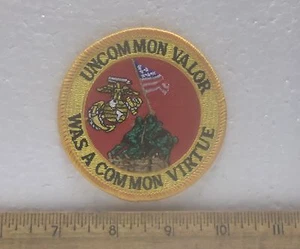 UNCOMMON VALOR
WAS A COMMON VIRTUE
7 8 9 10 11